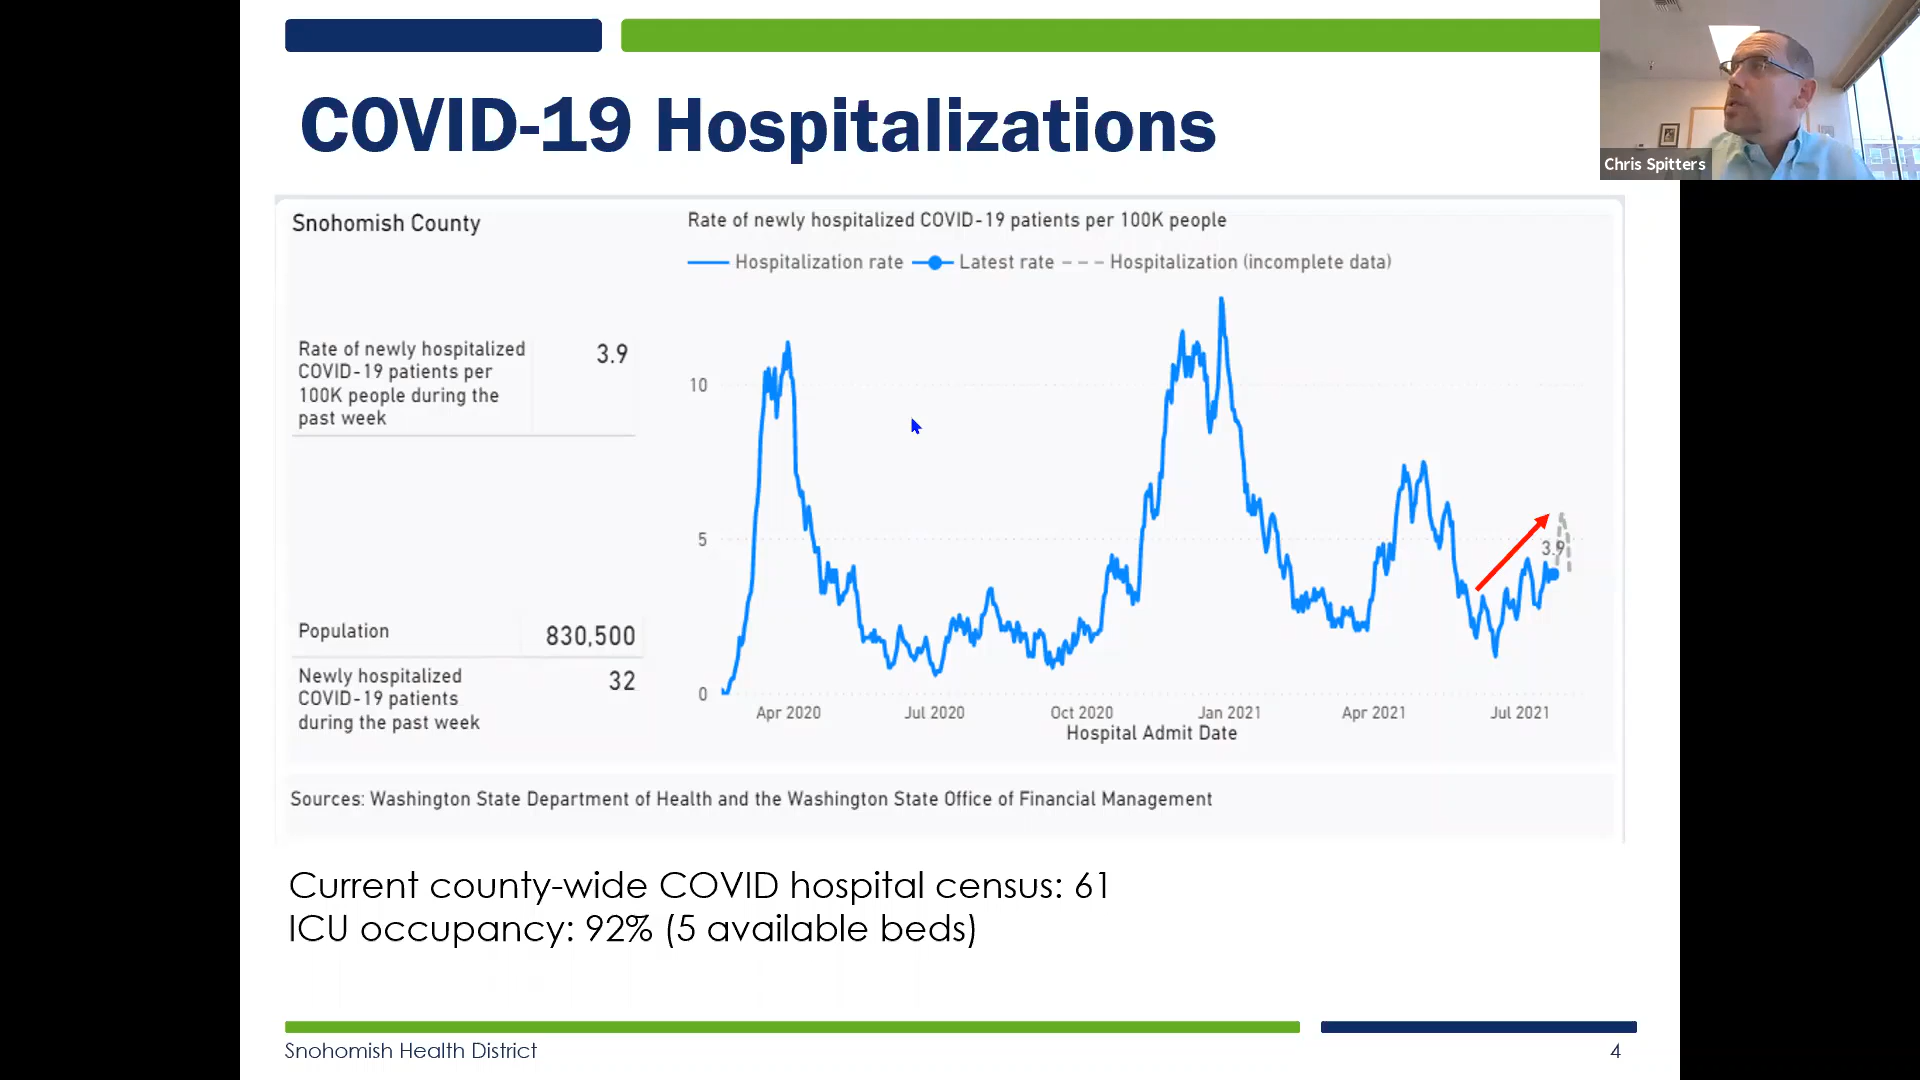 COVID-19 Hospitalizations
Chris Spitters
Snohomish County
Rate of newly hospitalized COVID-19 patients per 100K people
Hospitalization rate
Latest rate
Hospitalization (incomplete data)
Rate of newly hospitalized
COVID-19 patients per
100K people during the
past week
3.9
10
5
0
3.9
Population
830,500
Newly hospitalized
COVID-19 patients
during the past week
32
Apr 2020
Jul 2020
Oct 2020
Jan 2021
Apr 2021
Jul 2021
Hospital Admit Date
Sources: Washington State Department of Health and the Washington State Office of Financial Management
Current county-wide COVID hospital census: 61
ICU occupancy: 92% (5 available beds)
Snohomish Health District
4